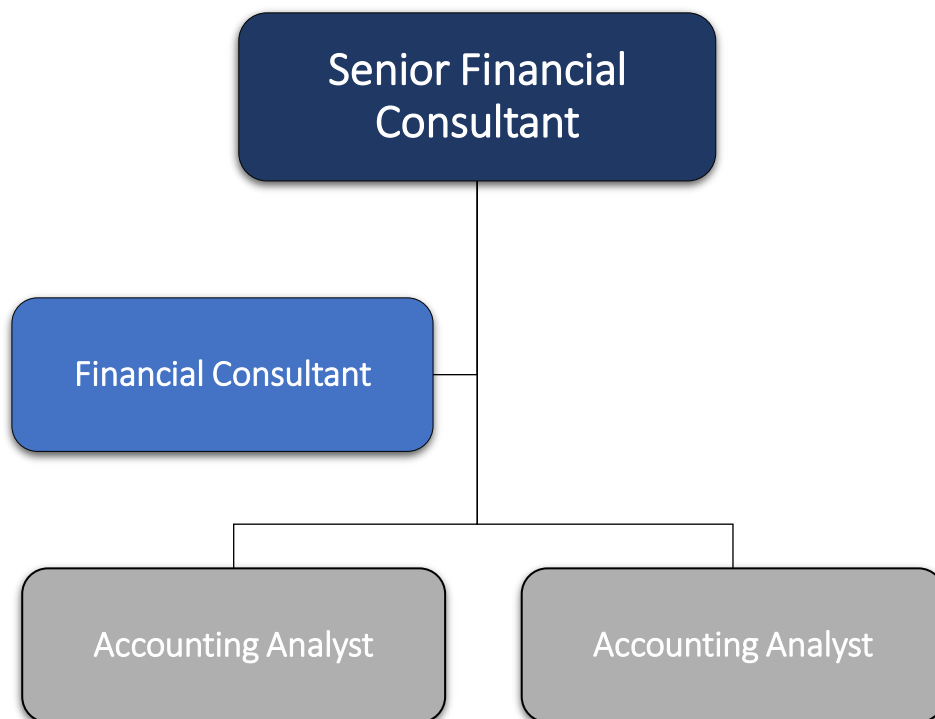 Senior Financial
Consultant
Financial Consultant
Accounting Analyst
Accounting Analyst